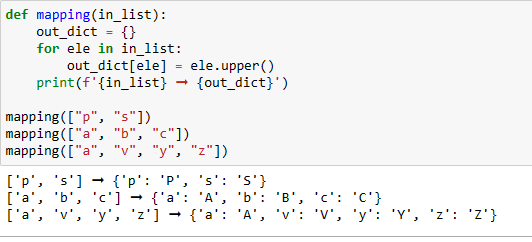 def mapping(in_list):
    out_dict = {}
    for ele in in_list:
        out_dict[ele] = ele.upper()
    print(f'{in_list} ➞ {out_dict}')
mapping(["p", "s"])
mapping(["a", "b", "c"])
mapping(["a", "v", "y", "z"])
['p', 's'] ➞ {'p': 'P', 's': 'S'}
['a', 'b', 'c'] ➞ {'a': 'A', 'b': 'B', 'c': 'C'}
['a', 'v', 'y', 'z'] ➞ {'a': 'A', 'v': 'V', 'y': 'Y', 'z': 'Z'}